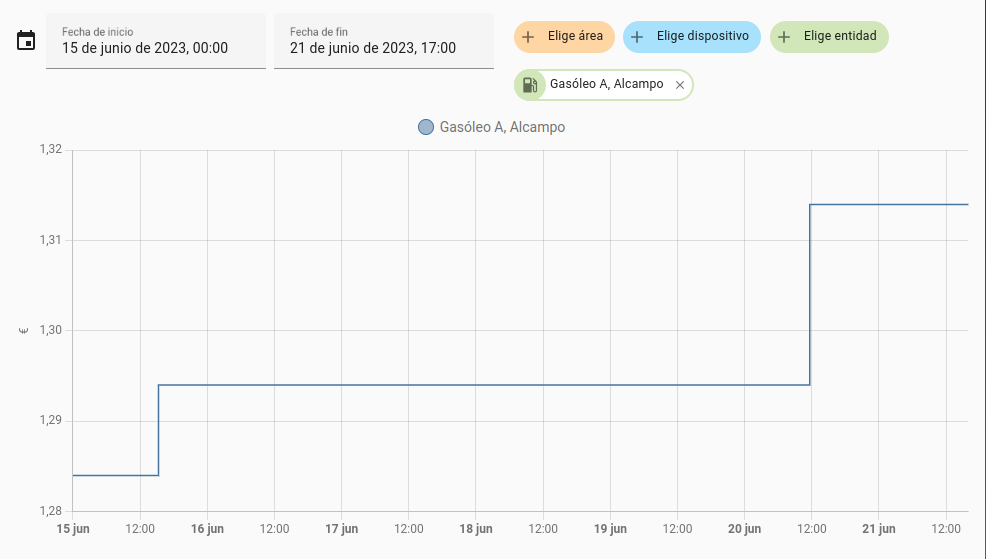 Fecha de inicio
15 de junio de 2023, 00:00
Fecha de fin
21 de junio de 2023, 17:00
Elige área
Elige dispositivo
Elige entidad
Gasóleo A, Alcampo
Gasóleo A, Alcampo
1,32
1,31
1,30
1,29
1,28
€
15 jun 12:00 16 jun 12:00 17 jun 12:00 18 jun 12:00 19 jun 12:00 20 jun 12:00 21 jun 12:00